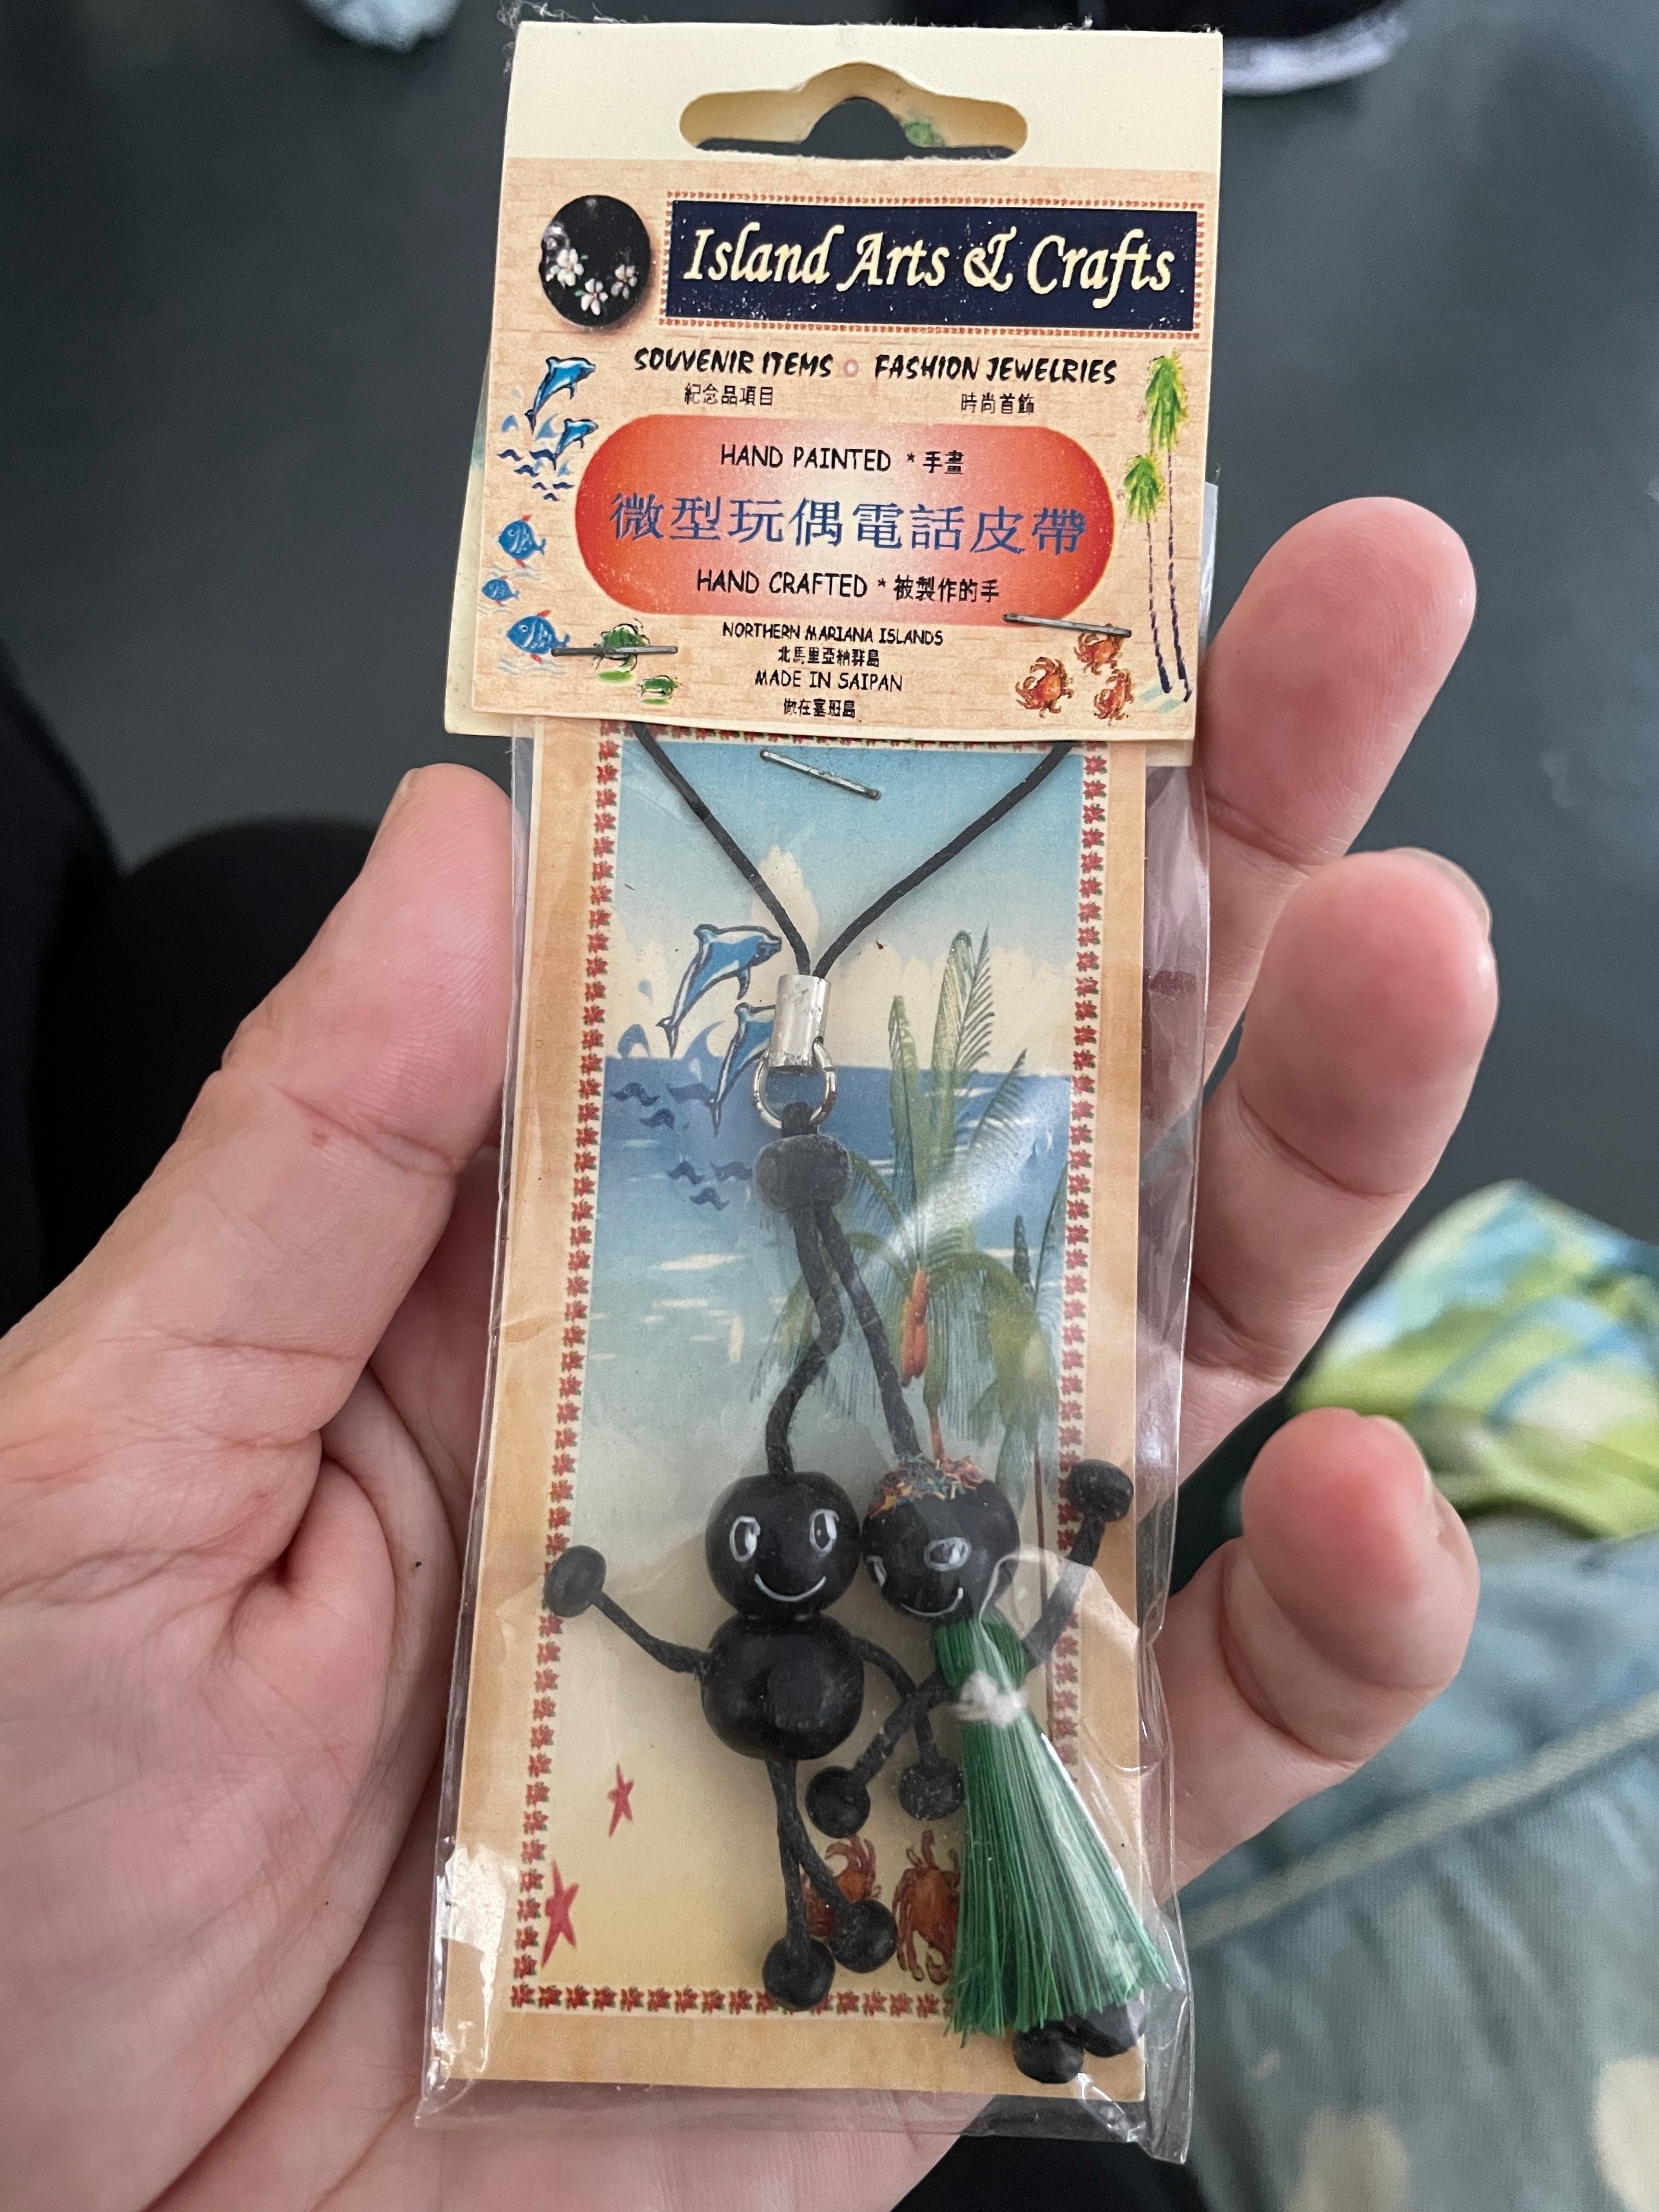 Island Arts & Crafts
SOUVENIR ITEMS FASHION JEWELRIES
紀念品項目 時尚首飾
HAND PAINTED * 手畫
微型玩偶電話皮帶
HAND CRAFTED * 被製作的手
NORTHERN MARIANA ISLANDS
北馬里亞納群島
MADE IN SAIPAN
做在塞班島